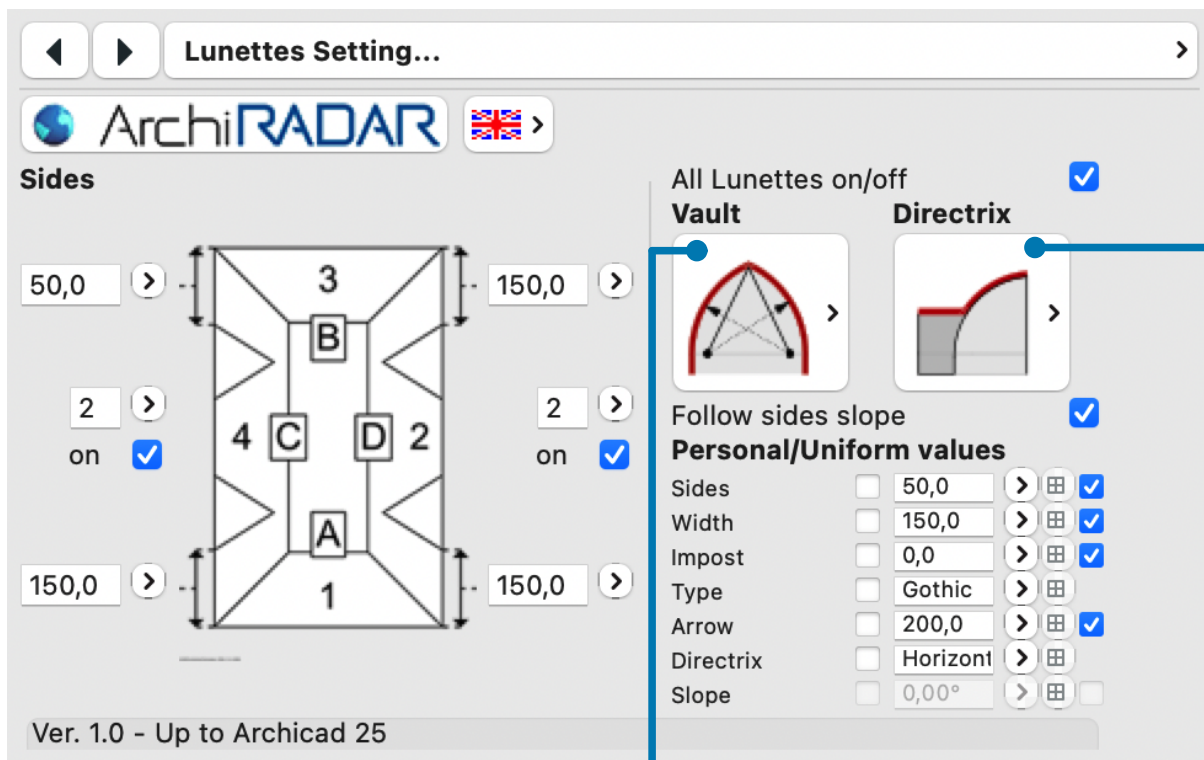 Lunettes Setting...
ArchiRADAR
Sides
All Lunettes on/off
Vault Directrix
50,0 150,0
3
B
2 2
4 C D 2
on on
A
150,0 150,0
1
Follow sides slope
Personal/Uniform values
Sides 50,0
Width 150,0
Impost 0,0
Type Gothic
Arrow 200,0
Directrix Horizont
Slope 0,00°
Ver. 1.0 - Up to Archicad 25